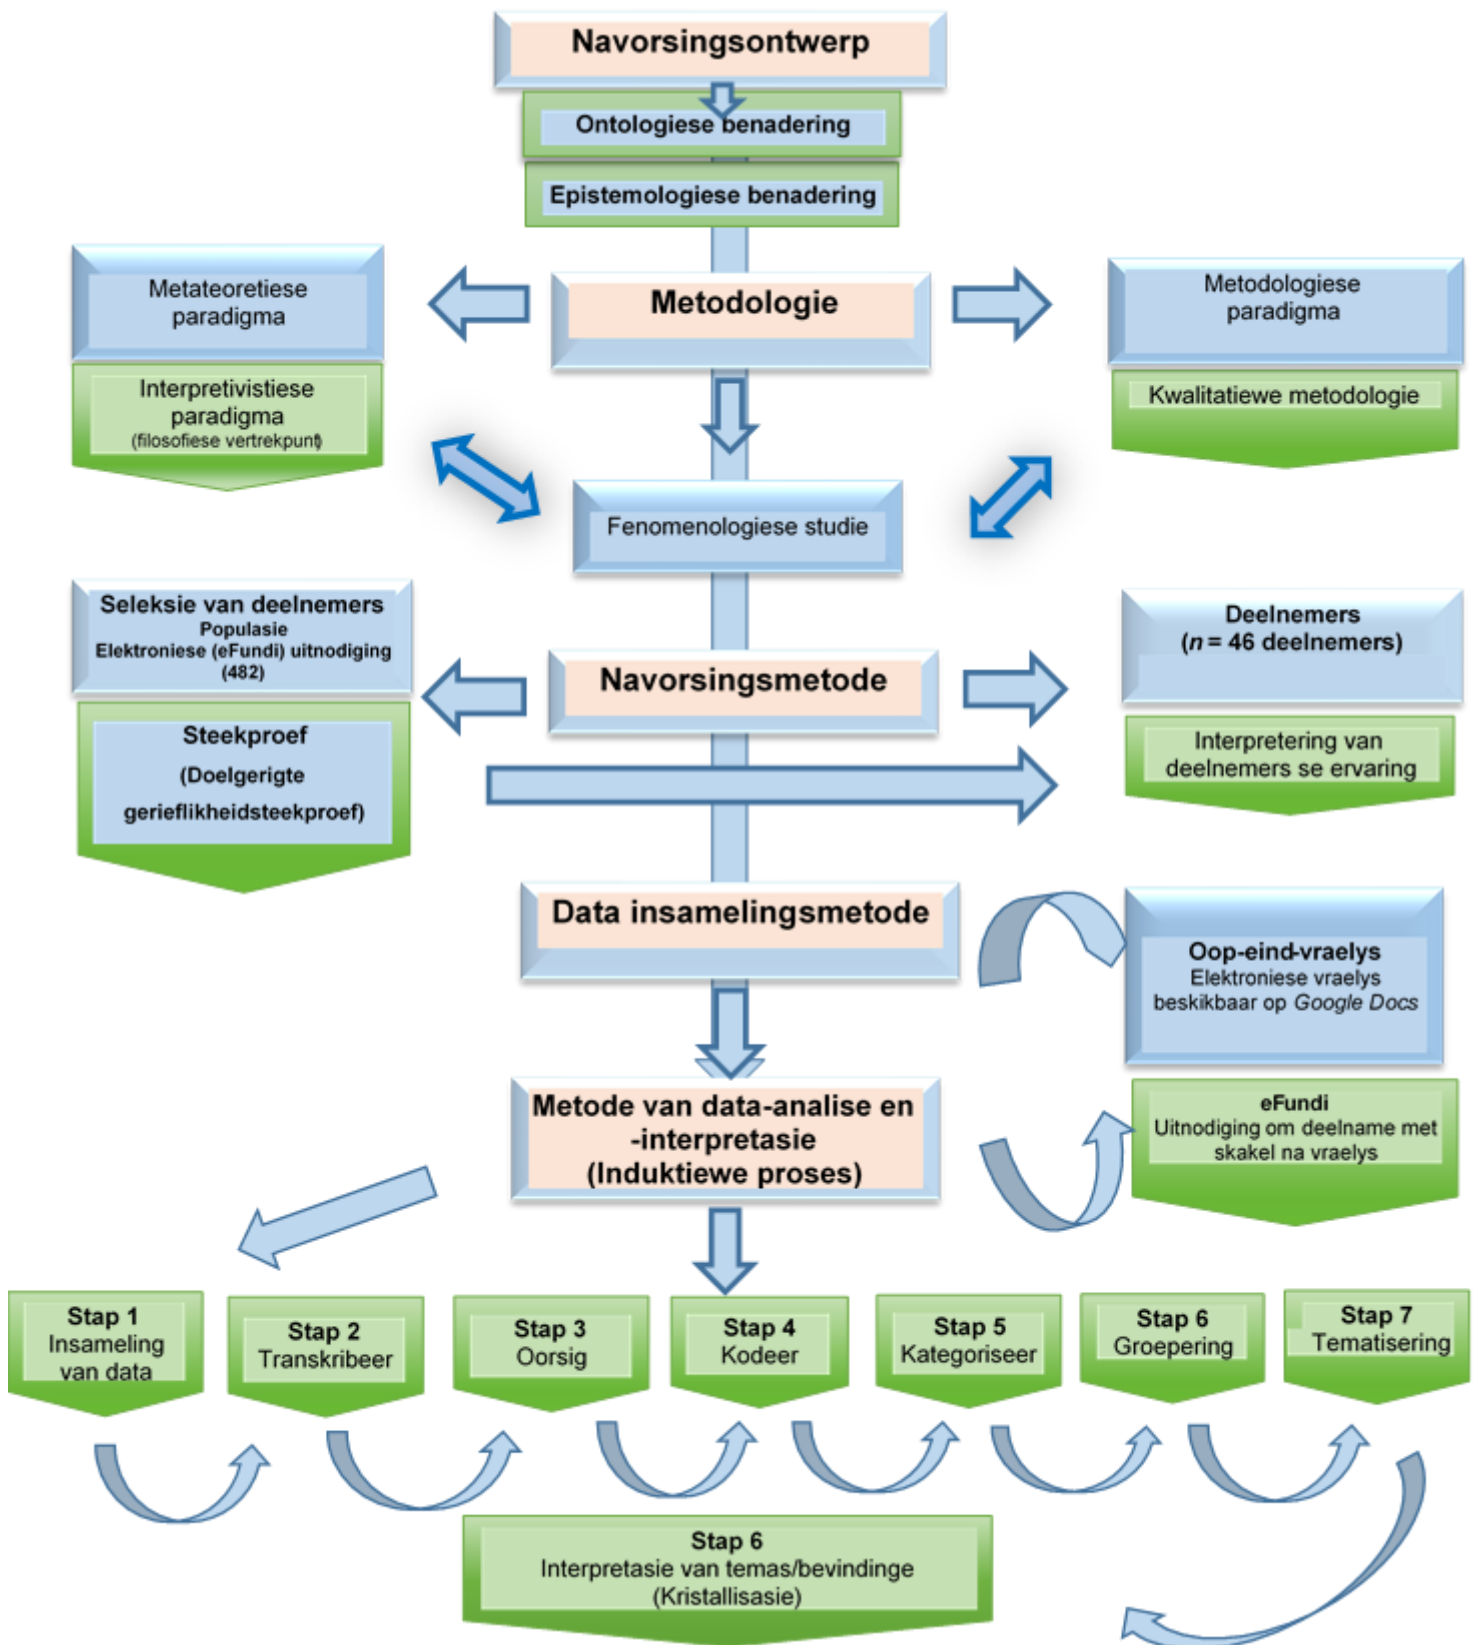 Navorsingsontwerp
Ontologiese benadering
Epistemologiese benadering
Metateoretiese
paradigma
Interpretivistiese
paradigma
(filosofiese vertrekpunt)
Metodologie
Metodologiese
paradigma
Kwalitatiewe metodologie
Fenomenologiese studie
Seleksie van deelnemers
Populasie
Elektroniese (eFundi) uitnodiging
(482)
Steekproef
(Doelgerigte
gerieflikheidsteekproef)
Navorsingsmetode
Deelnemers
(n = 46 deelnemers)
Interpretering van
deelnemers se ervaring
Data insamelingsmetode
Oop-eind-vraelys
Elektroniese vraelys
beskikbaar op Google Docs
eFundi
Uitnodiging om deelname met
skakel na vraelys
Metode van data-analise en
-interpretasie
(Induktiewe proses)
Stap 1
Insameling
van data
Stap 2
Transkribeer
Stap 3
Oorsig
Stap 4
Kodeer
Stap 5
Kategoriseer
Stap 6
Groepering
Stap 7
Tematisering
Stap 6
Interpretasie van temas/bevindinge
(Kristallisasie)